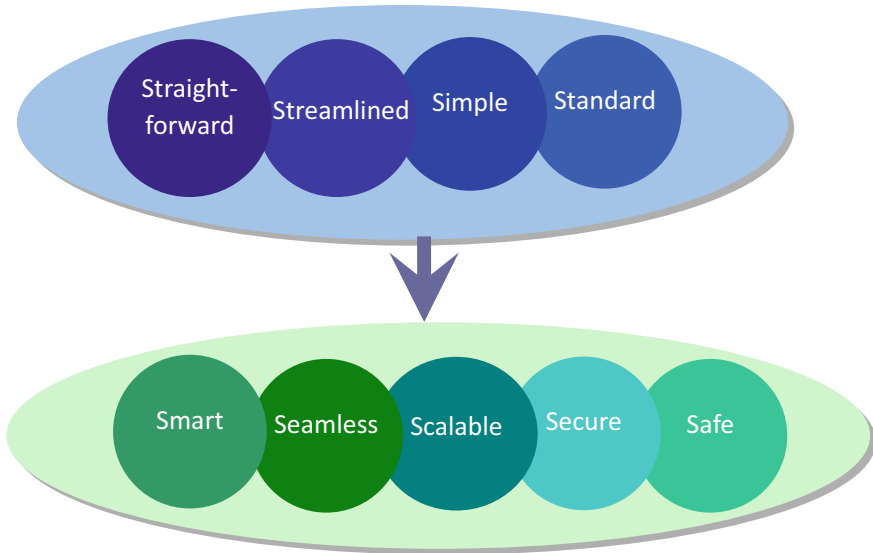 Straight-
forward
Streamlined
Simple
Standard
Smart
Seamless
Scalable
Secure
Safe